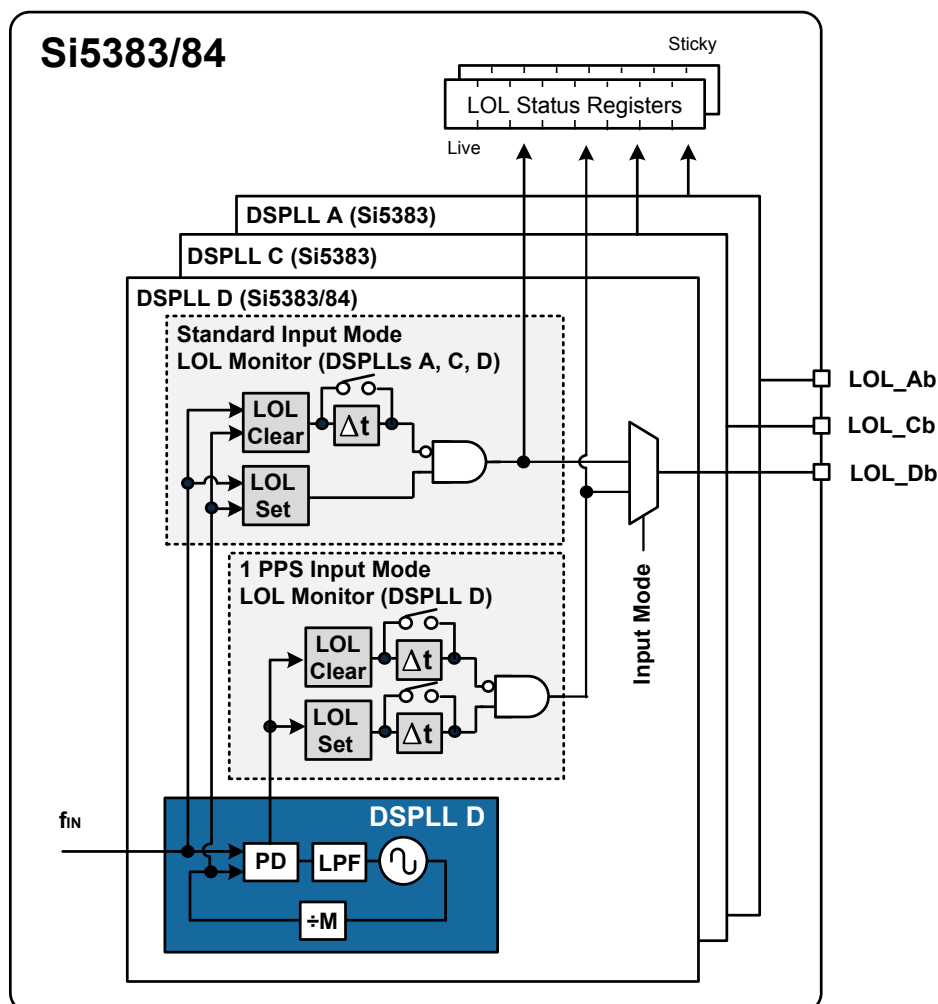 Si5383/84
Sticky
LOL Status Registers
Live
DSPLL A (Si5383)
DSPLL C (Si5383)
DSPLL D (Si5383/84)
Standard Input Mode
LOL Monitor (DSPLLs A, C, D)
LOL
Clear
Δt
LOL
Set
LOL_Ab
LOL_Cb
LOL_Db
1 PPS Input Mode
LOL Monitor (DSPLL D)
LOL
Clear
Δt
LOL
Set
Δt
Input Mode
fIN
DSPLL D
PD
LPF
÷M